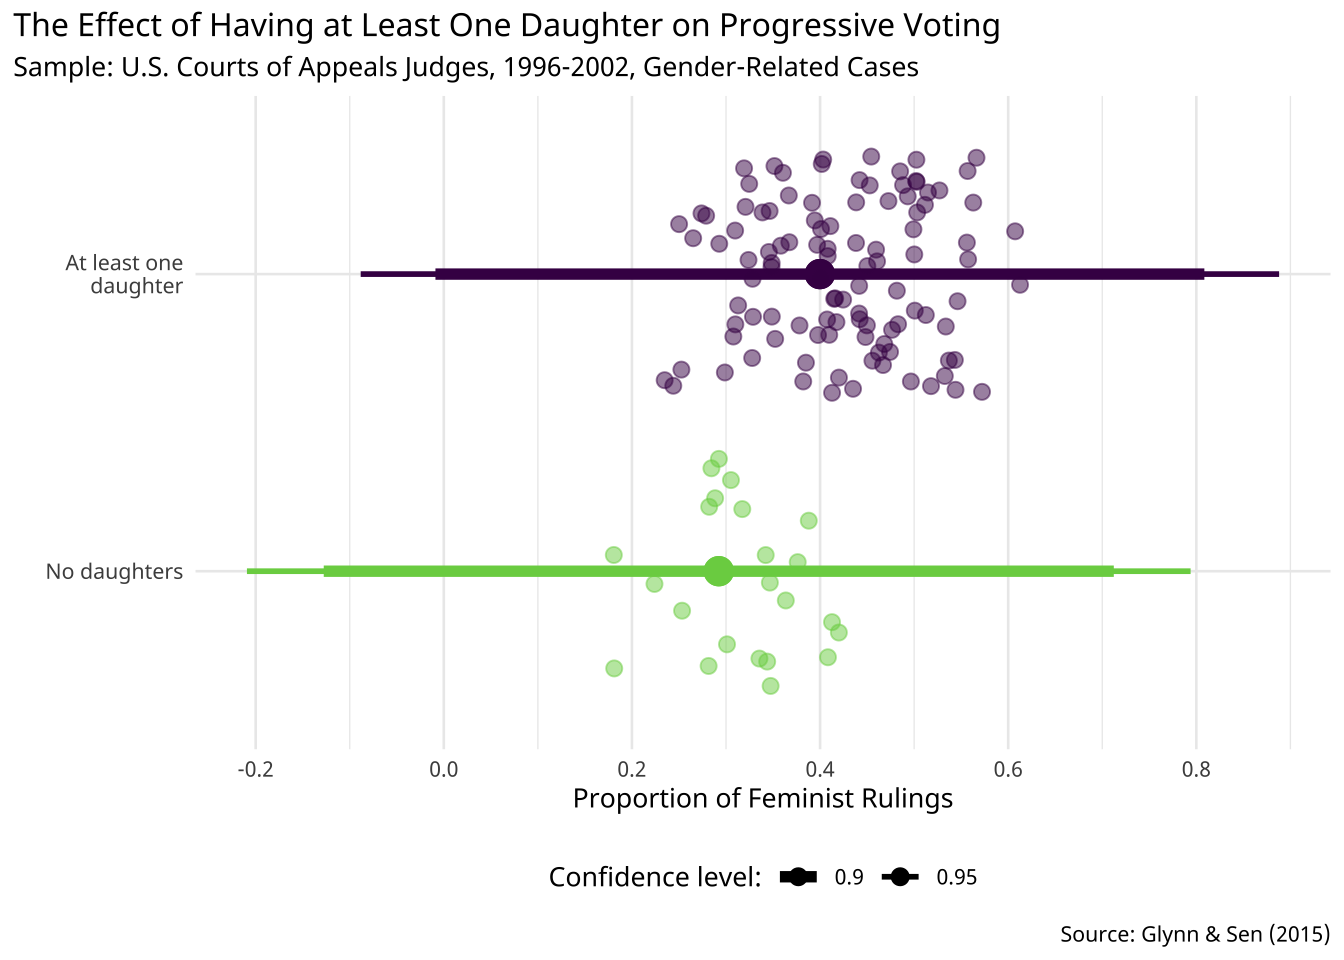 The Effect of Having at Least One Daughter on Progressive Voting
Sample: U.S. Courts of Appeals Judges, 1996-2002, Gender-Related Cases
At least one
daughter
No daughters
-0.2 0.0 0.2 0.4 0.6 0.8
Proportion of Feminist Rulings
Confidence level: 0.9 0.95
Source: Glynn & Sen (2015)